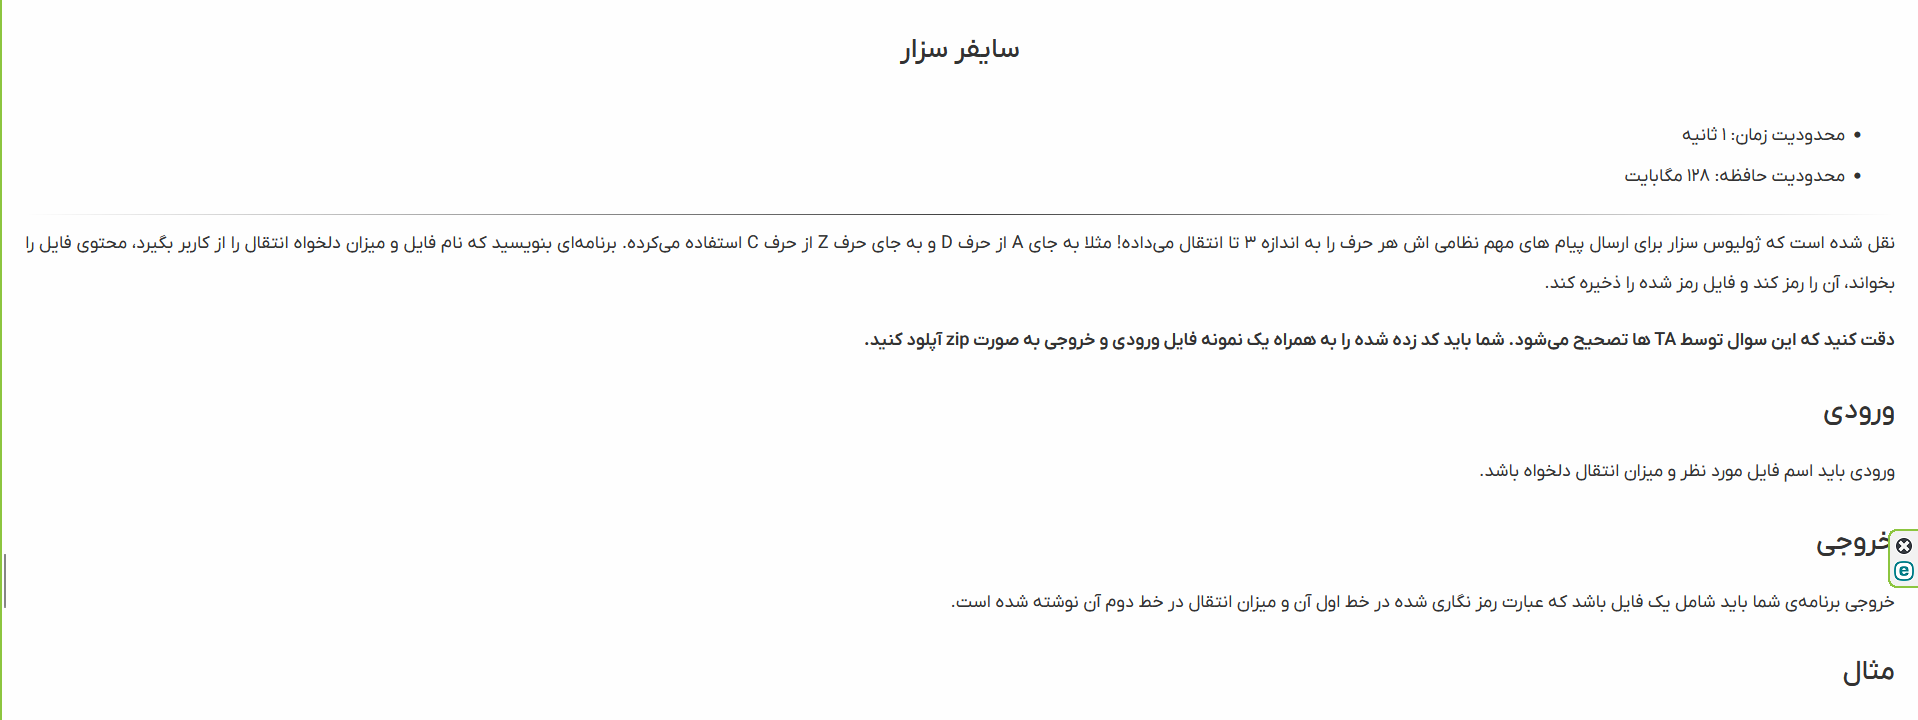 سایفر سزار
محدودیت زمان: ۱ ثانیه
محدودیت حافظه: ۱۲۸ مگابایت
نقل شده است که ژولیوس سزار برای ارسال پیام های مهم نظامی اش هر حرف را به اندازه ۳ تا انتقال می‌داده! مثلا به جای A از حرف D و به جای حرف Z از حرف C استفاده می‌کرده. برنامه‌ای بنویسید که نام فایل و میزان دلخواه انتقال را از کاربر بگیرد، محتوی فایل را
بخواند، آن را رمز کند و فایل رمز شده را ذخیره کند.
دقت کنید که این سوال توسط TA ها تصحیح می‌شود. شما باید کد زده شده را به همراه یک نمونه فایل ورودی و خروجی به صورت zip آپلود کنید.
ورودی
ورودی باید اسم فایل مورد نظر و میزان انتقال دلخواه باشد.
خروجی
خروجی برنامه‌ی شما باید شامل یک فایل باشد که عبارت رمز نگاری شده در خط اول آن و میزان انتقال در خط دوم آن نوشته شده است.
مثال